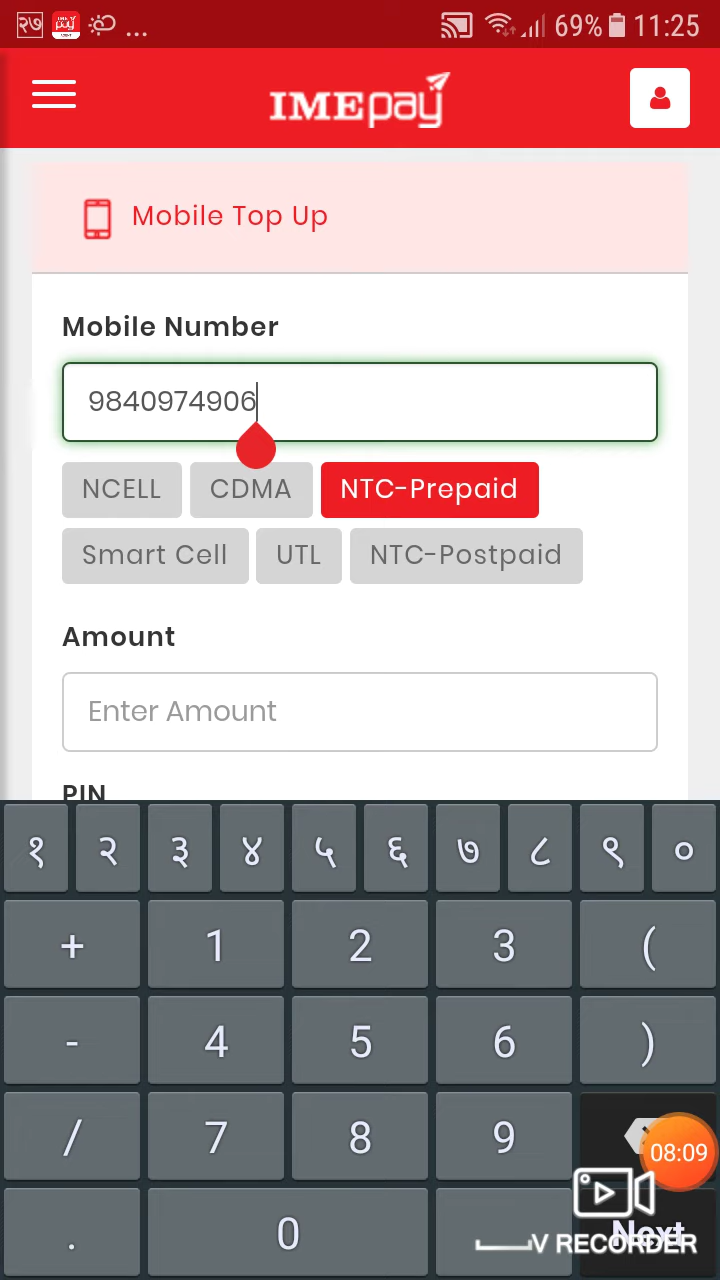 २७ ... 69% 11:25
IMEpay
Mobile Top Up
Mobile Number
9840974906
NCELL CDMA NTC-Prepaid
Smart Cell UTL NTC-Postpaid
Amount
Enter Amount
PIN
१ २ ३ ४ ५ ६ ७ ८ ९ ०
+ 1 2 3 (
- 4 5 6 )
/ 7 8 9
08:09
. 0 Next
V RECORDER